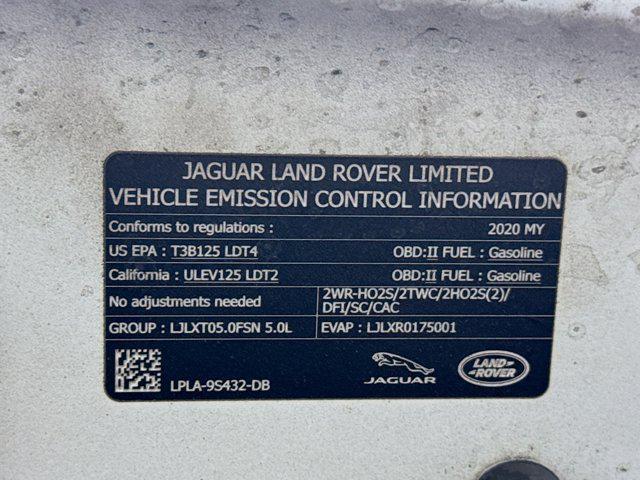 JAGUAR LAND ROVER LIMITED
VEHICLE EMISSION CONTROL INFORMATION
Conforms to regulations : 2020 MY
US EPA : T3B125 LDT4 OBD:II FUEL : Gasoline
California : ULEV125 LDT2 OBD:II FUEL : Gasoline
No adjustments needed
2WR-HO2S/2TWC/2HO2S(2)/
DFI/SC/CAC
GROUP : LJLXT05.0FSN 5.0L EVAP : LJLXR0175001
LPLA-9S432-DB
JAGUAR
LAND
ROVER